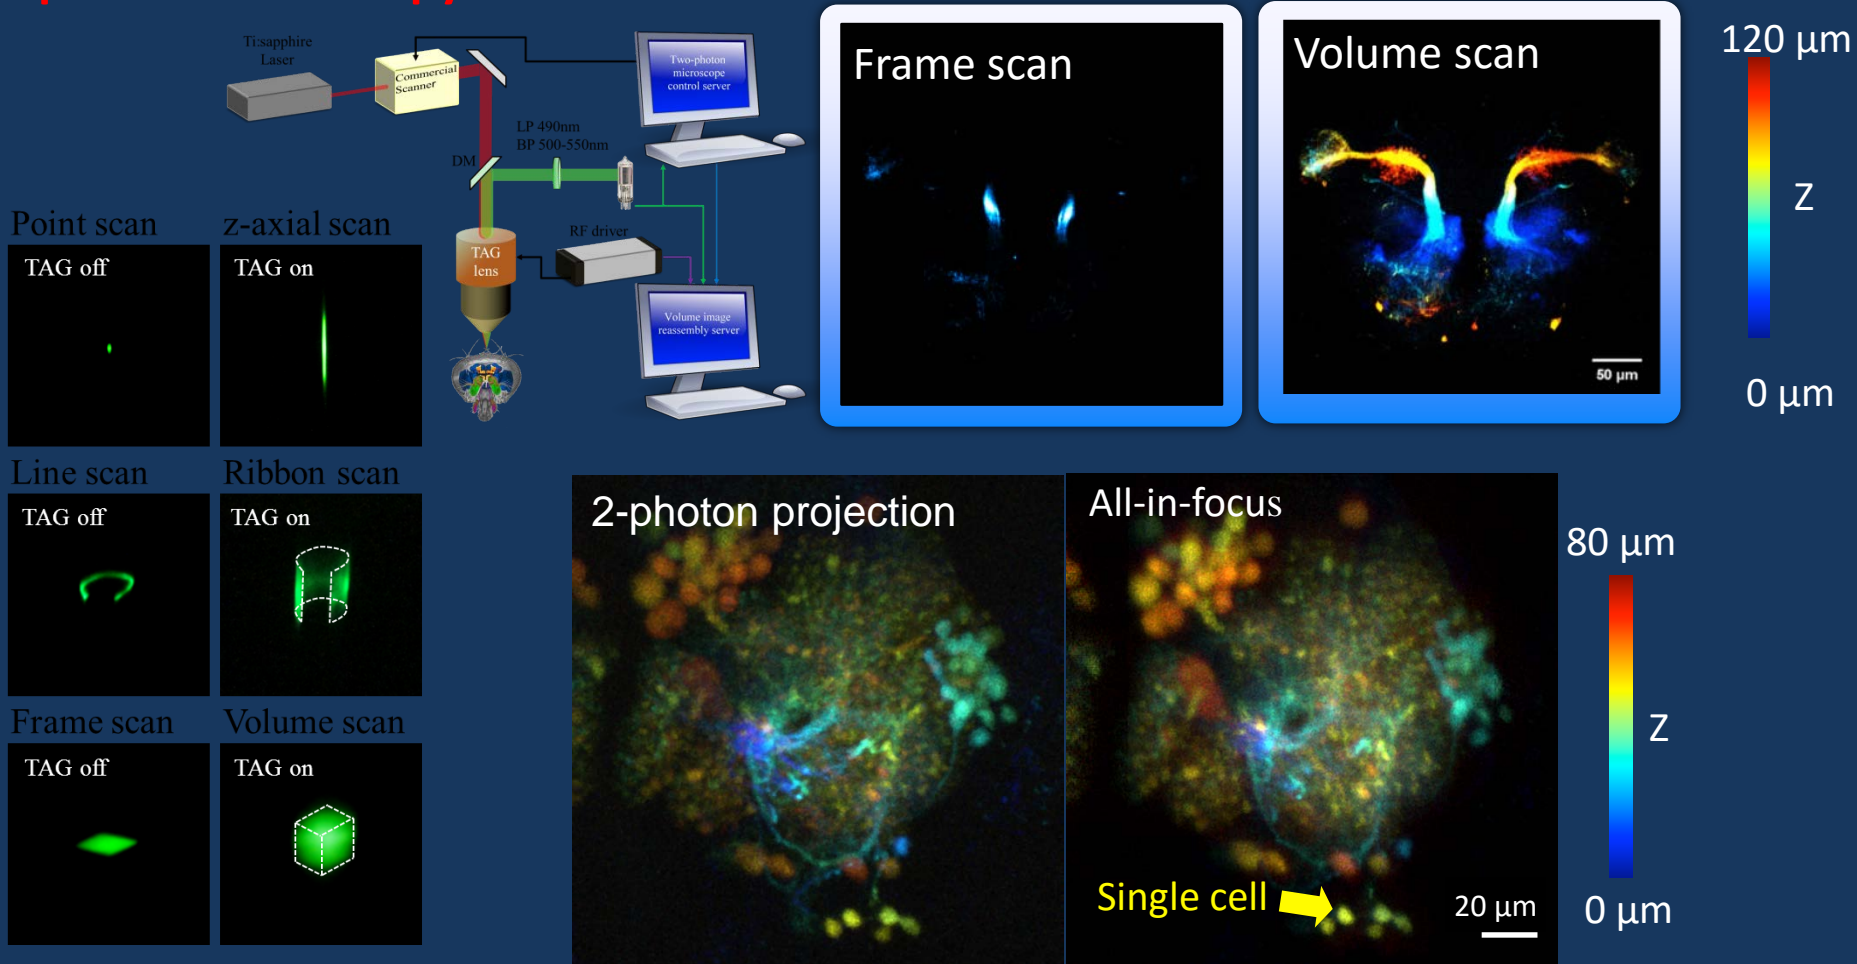 Ti:sapphire
Laser
Commercial
Scanner
Two-photon
microscope
control server
LP 490nm
BP 500-550nm
DM
RF driver
TAG
lens
Volume image
reassembly server
Frame scan
Volume scan
50 µm
120 µm
Z
0 µm
Point scan
TAG off
z-axial scan
TAG on
Line scan
TAG off
Ribbon scan
TAG on
Frame scan
TAG off
Volume scan
TAG on
2-photon projection
All-in-focus
Single cell
20 µm
80 µm
Z
0 µm